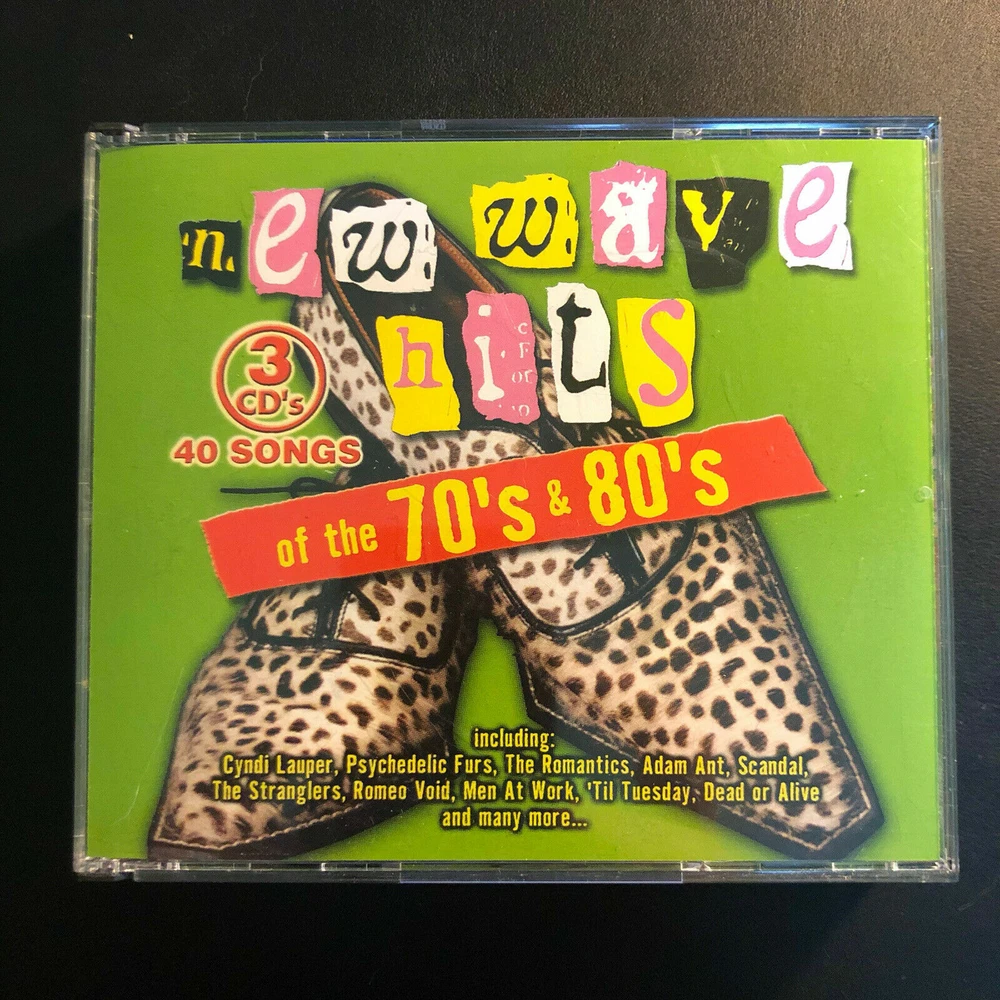 new wave
hits
3
CD's
40 SONGS
of the 70's & 80's
including:
Cyndi Lauper, Psychedelic Furs, The Romantics, Adam Ant, Scandal,
The Stranglers, Romeo Void, Men At Work, 'Til Tuesday, Dead or Alive
and many more...